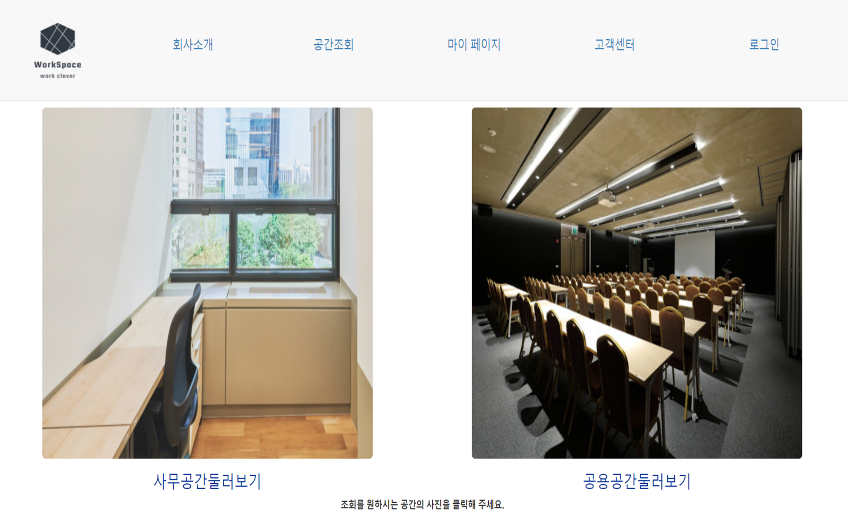 WorkSpace
work clever
회사소개
공간조회
마이 페이지
고객센터
로그인
사무공간둘러보기
공용공간둘러보기
조회를 원하시는 공간의 사진을 클릭해 주세요.